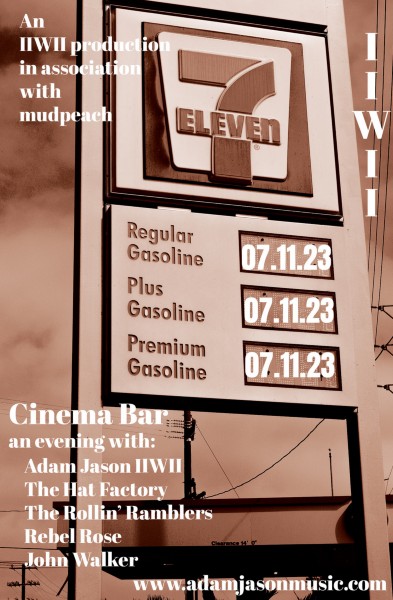 An
IIWII production
in association
with
mudpeach
IIWII
7
ELEVEN
Regular
Gasoline
07.11.23
Plus
Gasoline
07.11.23
Premium
Gasoline
07.11.23
Cinema Bar
an evening with:
Adam Jason IIWII
The Hat Factory
The Rollin' Ramblers
Rebel Rose
John Walker
Clearance 14' 0"
www.adamjasonmusic.com